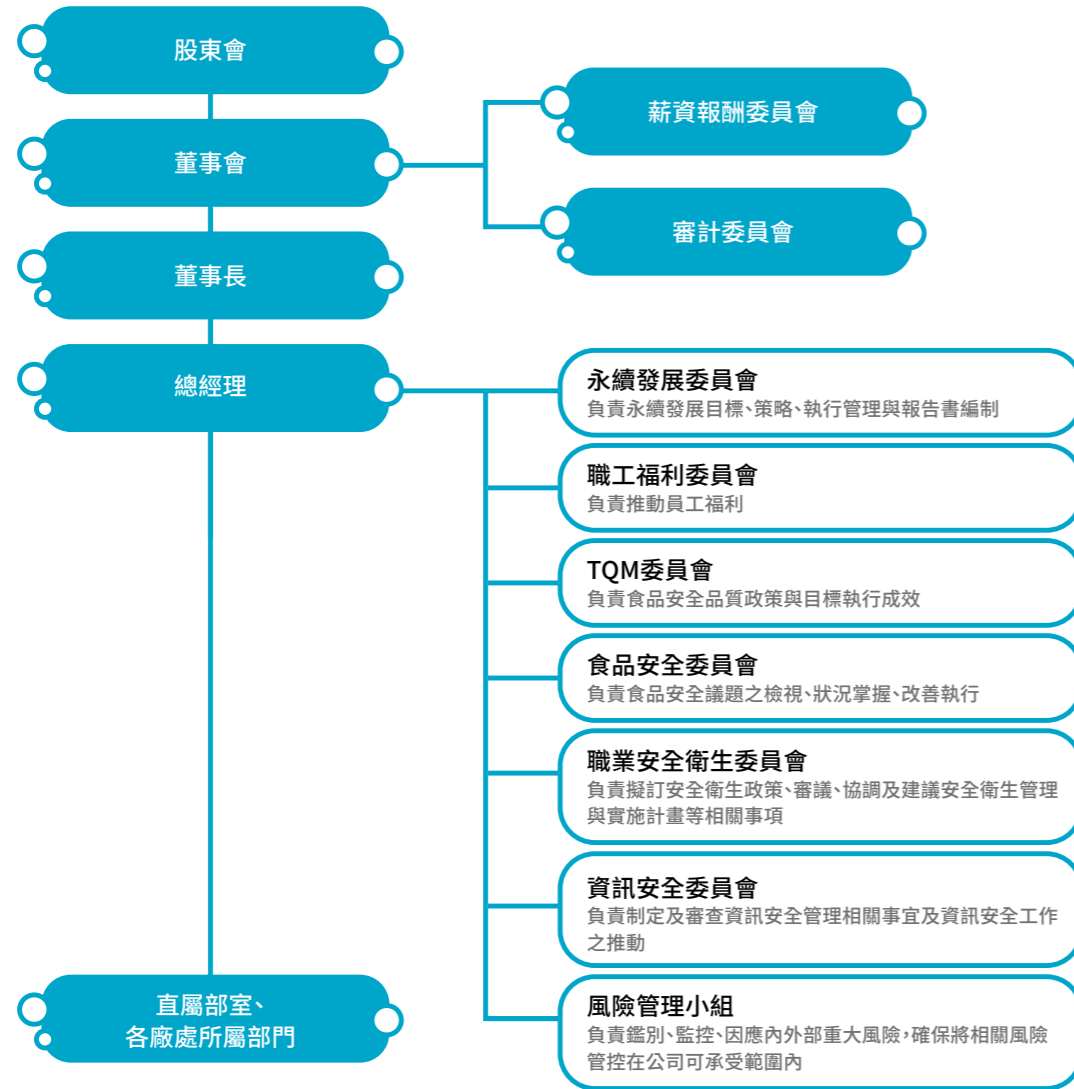 股東會
董事會
董事長
總經理
直屬部室、
各廠處所屬部門
薪資報酬委員會
審計委員會
永續發展委員會
負責永續發展目標、策略、執行管理與報告書編制
職工福利委員會
負責推動員工福利
TQM委員會
負責食品安全品質政策與目標執行成效
食品安全委員會
負責食品安全議題之檢視、狀況掌握、改善執行
職業安全衛生委員會
負責擬訂安全衛生政策、審議、協調及建議安全衛生管理
與實施計畫等相關事項
資訊安全委員會
負責制定及審查資訊安全管理相關事宜及資訊安全工作
之推動
風險管理小組
負責鑑別、監控、因應內外部重大風險，確保將相關風險
管控在公司可承受範圍內